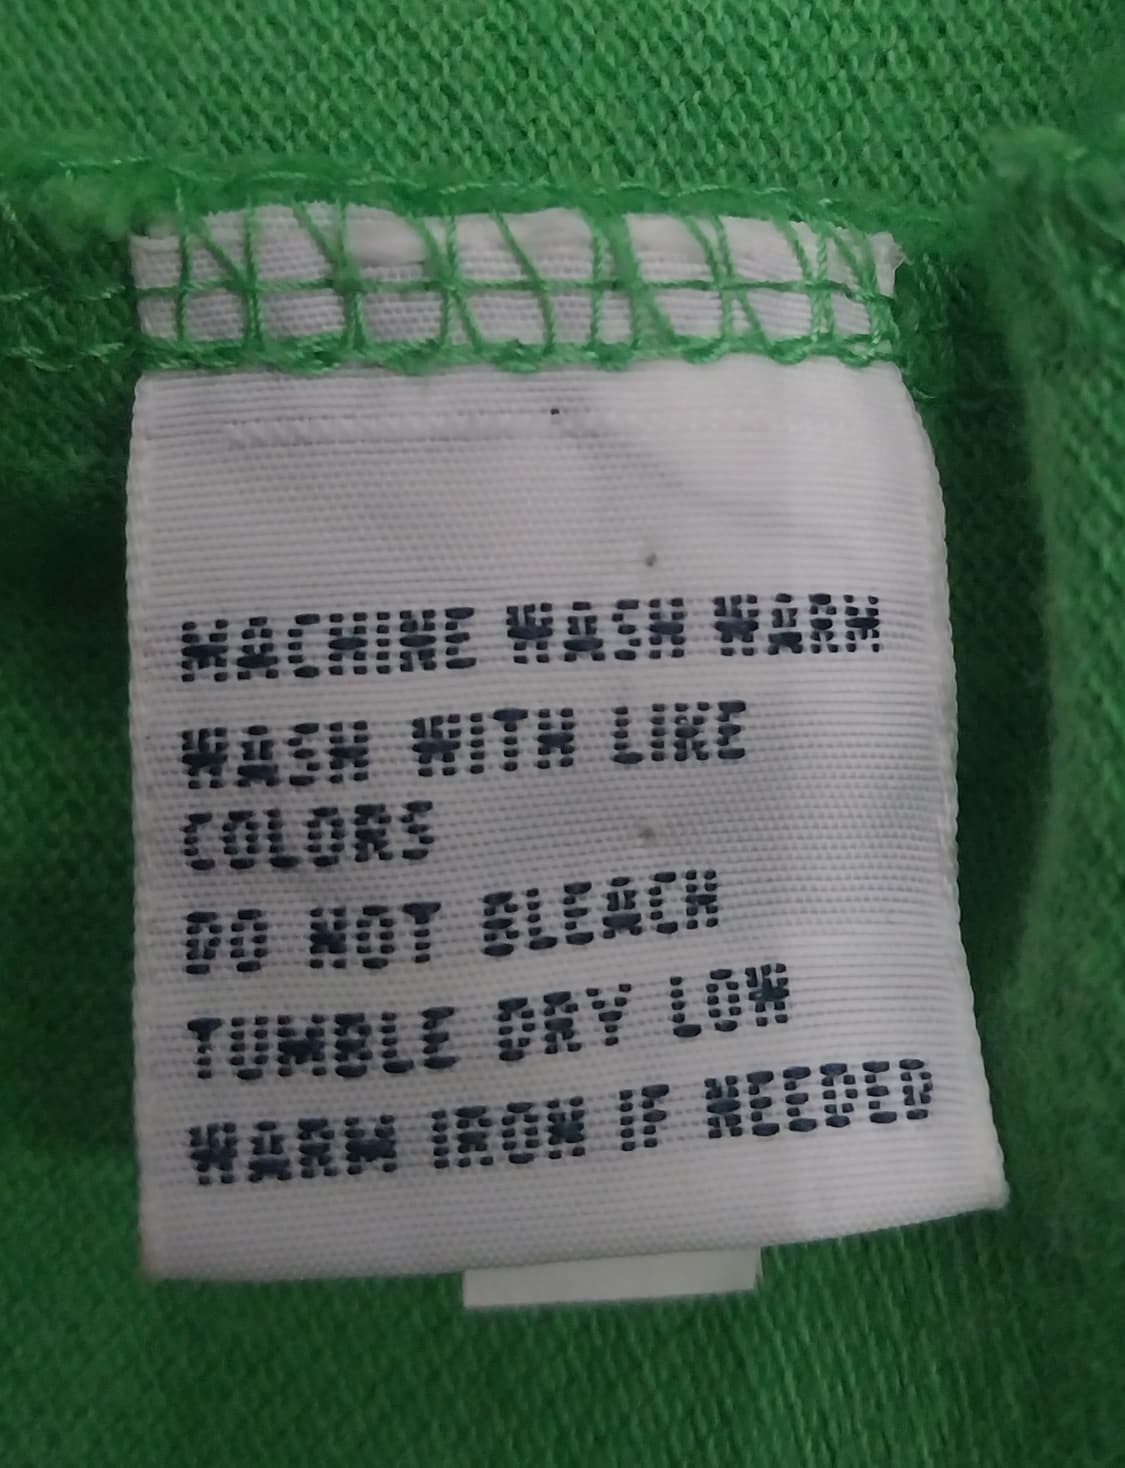 MACHINE WASH WARM
WASH WITH LIKE
COLORS
DO NOT BLEACH
TUMBLE DRY LOW
WARM IRON IF NEEDED